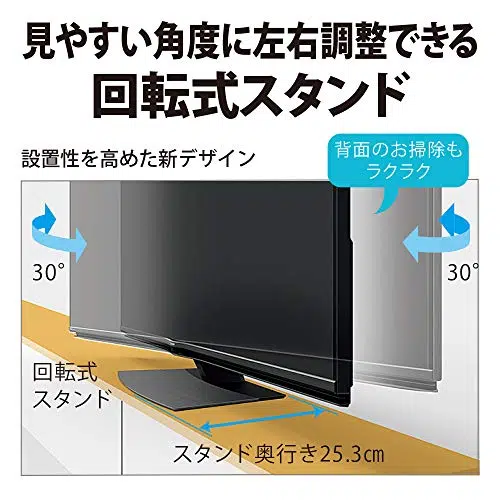 見やすい角度に左右調整できる
回転式スタンド
設置性を高めた新デザイン
背面のお掃除も
ラクラク
30°
30°
回転式
スタンド
スタンド奥行き25.3㎝